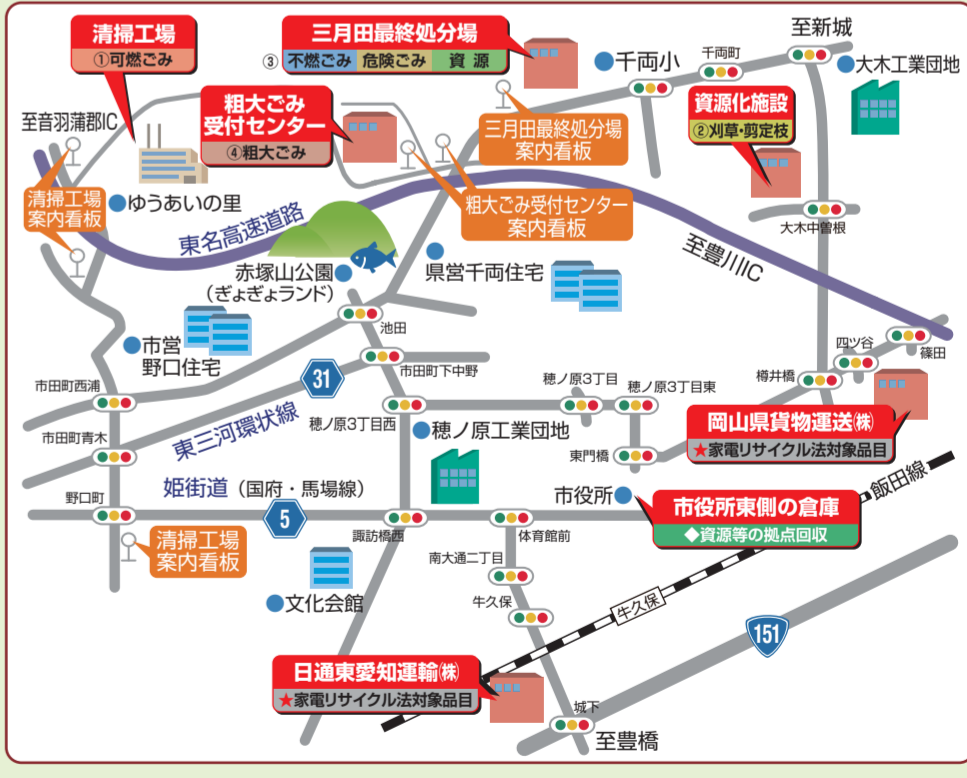 清掃工場
①可燃ごみ
三月田最終処分場
③ 不燃ごみ 危険ごみ 資源
至新城
千両小
千両町
大木工業団地
粗大ごみ
受付センター
④粗大ごみ
資源化施設
②刈草・剪定枝
至音羽蒲郡IC
三月田最終処分場
案内看板
清掃工場
案内看板
ゆうあいの里
粗大ごみ受付センター
案内看板
大木中曽根
東名高速道路
至豊川IC
赤塚山公園
(ぎょぎょランド)
県営千両住宅
池田
市営
野口住宅
四ツ谷
篠田
市田町下中野
31
樽井橋
市田町西浦
穂ノ原3丁目
穂ノ原3丁目東
東三河環状線
穂ノ原3丁目西
穂ノ原工業団地
岡山県貨物運送㈱
★家電リサイクル法対象品目
市田町青木
東門橋
姫街道(国府・馬場線)
野口町
5
市役所
飯田線
市役所東側の倉庫
◆資源等の拠点回収
清掃工場
案内看板
諏訪橋西
体育館前
南大通二丁目
文化会館
牛久保
牛久保
151
日通東愛知運輸㈱
★家電リサイクル法対象品目
城下
至豊橋